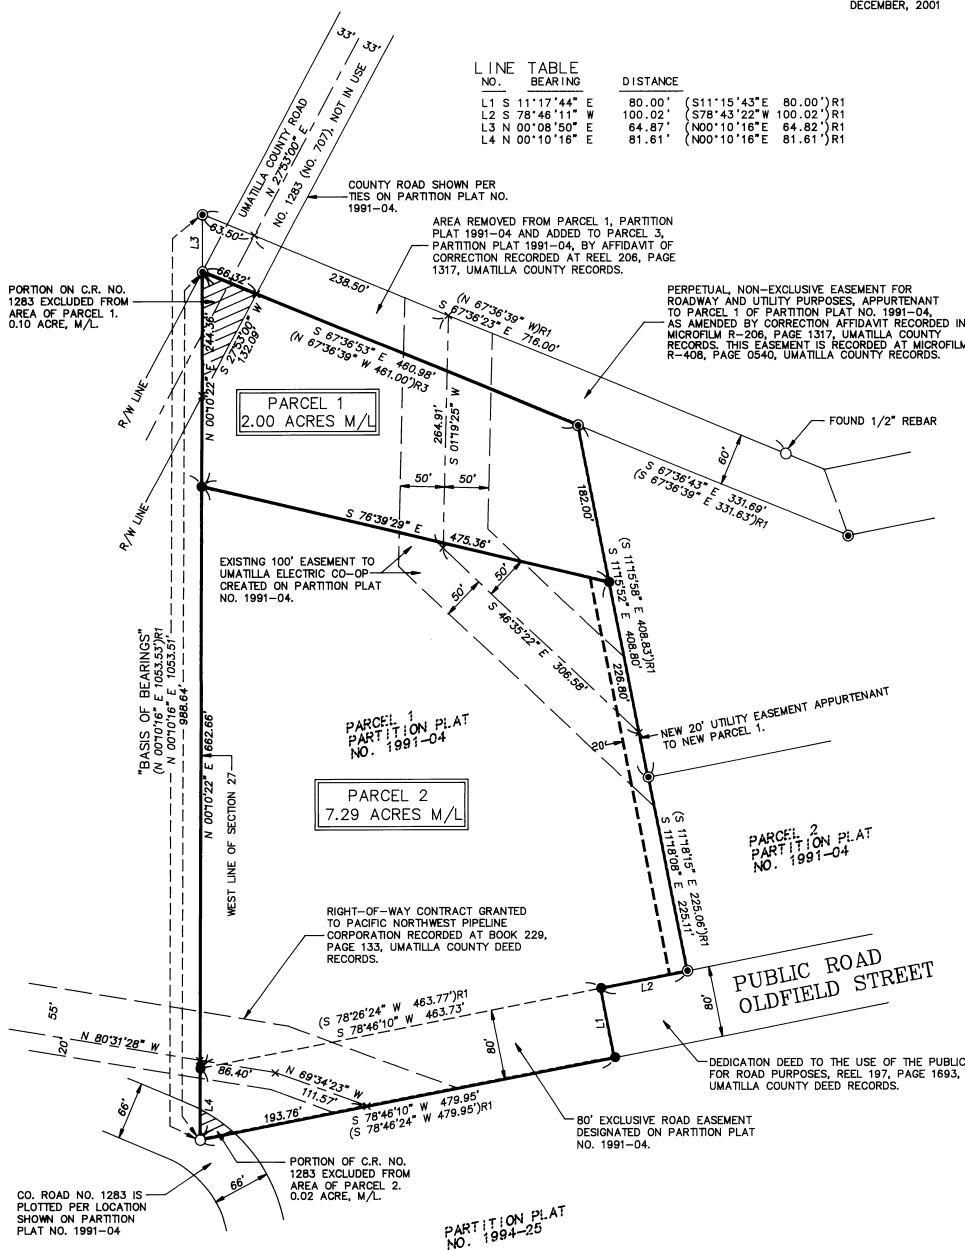 DECEMBER, 2001
33' 33'
LINE TABLE
NO. BEARING DISTANCE
L1 S 11°17'44" E 80.00' (S11°15'43"E 80.00')R1
L2 S 78°46'11" W 100.02' (S78°43'22"W 100.02')R1
L3 N 00°08'50" E 64.87' (N00°10'16"E 64.82')R1
L4 N 00°10'16" E 81.61' (N00°10'16"E 81.61')R1
UMATILLA COUNTY ROAD
N 27°53'00" E
NO. 1283 (NO. 707), NOT IN USE
COUNTY ROAD SHOWN PER
TIES ON PARTITION PLAT NO.
1991-04.
AREA REMOVED FROM PARCEL 1, PARTITION
PLAT 1991-04 AND ADDED TO PARCEL 3,
PARTITION PLAT 1991-04, BY AFFIDAVIT OF
CORRECTION RECORDED AT REEL 206, PAGE
1317, UMATILLA COUNTY RECORDS.
63.50'
L3
66.32'
238.50'
(N 67°36'39" W)R1
S 67°36'23" E 716.00'
PORTION ON C.R. NO.
1283 EXCLUDED FROM
AREA OF PARCEL 1.
0.10 ACRE, M/L.
PERPETUAL, NON-EXCLUSIVE EASEMENT FOR
ROADWAY AND UTILITY PURPOSES, APPURTENANT
TO PARCEL 1 OF PARTITION PLAT NO. 1991-04,
AS AMENDED BY CORRECTION AFFIDAVIT RECORDED IN
MICROFILM R-206, PAGE 1317, UMATILLA COUNTY
RECORDS. THIS EASEMENT IS RECORDED AT MICROFILM
R-408, PAGE 0540, UMATILLA COUNTY RECORDS.
N 00°10'22" E 244.36'
S 27°53'00" W
132.09'
S 67°36'53" E 460.98'
(N 67°36'39" W 461.00')R3
R/W LINE
PARCEL 1
2.00 ACRES M/L
264.91'
S 01°19'25" W
FOUND 1/2" REBAR
60'
S 67°36'43" E 331.69'
(S 67°36'39" E 331.63')R1
50' 50'
182.00'
R/W LINE
S 76°39'29" E 475.36'
EXISTING 100' EASEMENT TO
UMATILLA ELECTRIC CO-OP
CREATED ON PARTITION PLAT
NO. 1991-04.
50'
50'
S 46°35'22" E 306.58'
(S 11°15'58" E 408.83')R1
S 11°15'52" E 408.80'
226.80'
"BASIS OF BEARINGS"
(N 00°10'16" E 1053.53')R1
N 00°10'16" E 1053.51'
988.64'
N 00°10'22" E 662.66'
WEST LINE OF SECTION 27
PARCEL 1
PARTITION PLAT
NO. 1991-04
20'
NEW 20' UTILITY EASEMENT APPURTENANT
TO NEW PARCEL 1.
PARCEL 2
7.29 ACRES M/L
(S 11°18'15" E 225.06')R1
S 11°18'08" E 225.11'
PARCEL 2
PARTITION PLAT
NO. 1991-04
RIGHT-OF-WAY CONTRACT GRANTED
TO PACIFIC NORTHWEST PIPELINE
CORPORATION RECORDED AT BOOK 229,
PAGE 133, UMATILLA COUNTY DEED
RECORDS.
PUBLIC ROAD
OLDFIELD STREET
L2
80'
L1
55'
20'
N 80°31'28" W
(S 78°26'24" W 463.77')R1
S 78°46'10" W 463.73'
80'
86.40'
N 69°34'23" W
111.57'
193.76'
S 78°46'10" W 479.95'
(S 78°46'24" W 479.95')R1
L4
66'
DEDICATION DEED TO THE USE OF THE PUBLIC
FOR ROAD PURPOSES, REEL 197, PAGE 1693,
UMATILLA COUNTY DEED RECORDS.
80' EXCLUSIVE ROAD EASEMENT
DESIGNATED ON PARTITION PLAT
NO. 1991-04.
PORTION OF C.R. NO.
1283 EXCLUDED FROM
AREA OF PARCEL 2.
0.02 ACRE, M/L.
66'
CO. ROAD NO. 1283 IS
PLOTTED PER LOCATION
SHOWN ON PARTITION
PLAT NO. 1991-04
PARTITION PLAT
NO. 1994-25